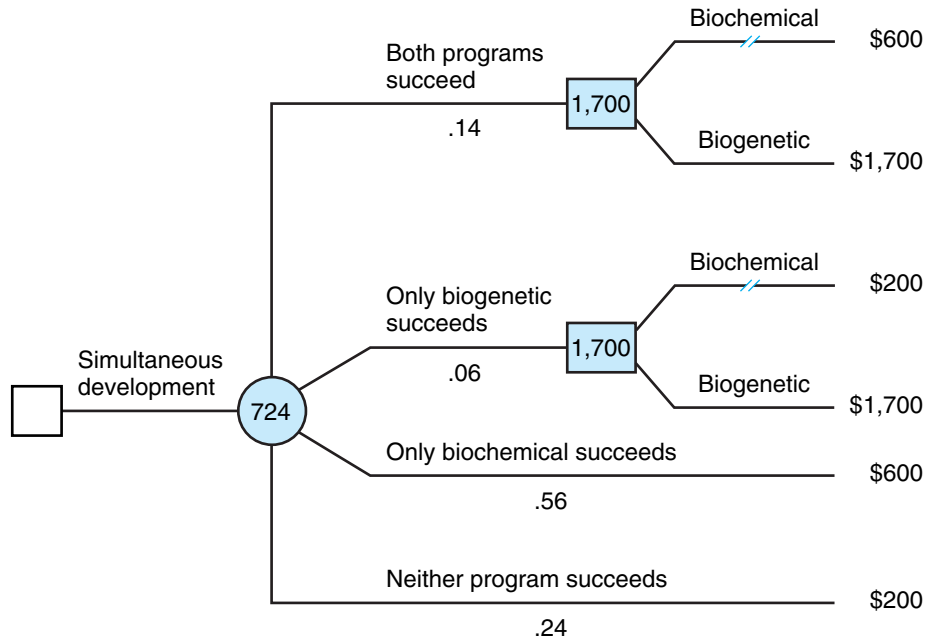 Biochemical
$600
Both programs
succeed
1,700
.14
Biogenetic
$1,700
Biochemical
$200
Only biogenetic
succeeds
1,700
.06
Simultaneous
development
Biogenetic
$1,700
724
Only biochemical succeeds
$600
.56
Neither program succeeds
$200
.24